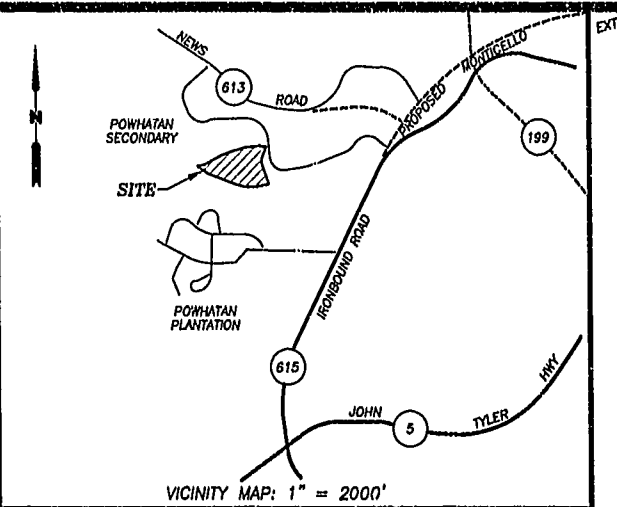 EXT
NEWS
613
ROAD
PROPOSED MONTICELLO
199
N
POWHATAN
SECONDARY
SITE
IRONBOUND ROAD
POWHATAN
PLANTATION
615
JOHN
5
TYLER
HWY
VICINITY MAP: 1" = 2000'